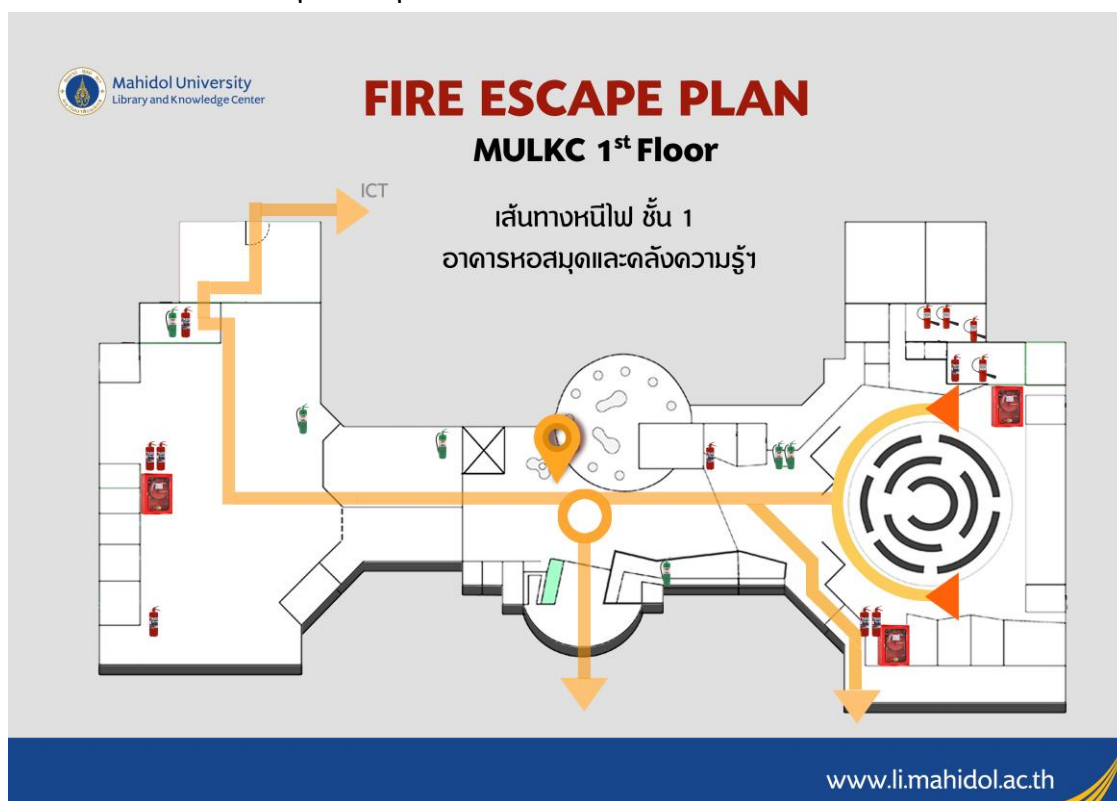 Mahidol University
Library and Knowledge Center
FIRE ESCAPE PLAN
MULKC 1st Floor
ICT
เส้นทางหนีไฟ ชั้น 1
อาคารหอสมุดและคลังความรู้ฯ
www.li.mahidol.ac.th